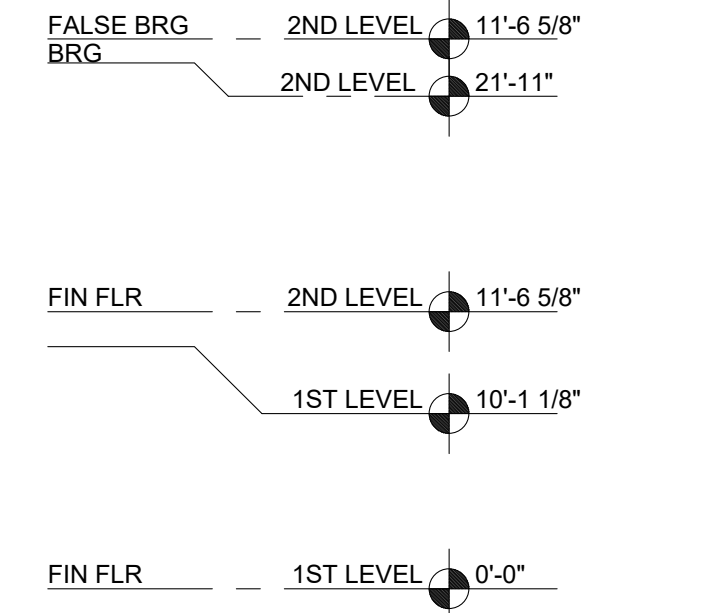 FALSE BRG 2ND LEVEL 11'-6 5/8"
BRG
2ND LEVEL 21'-11"
FIN FLR 2ND LEVEL 11'-6 5/8"
1ST LEVEL 10'-1 1/8"
FIN FLR 1ST LEVEL 0'-0"